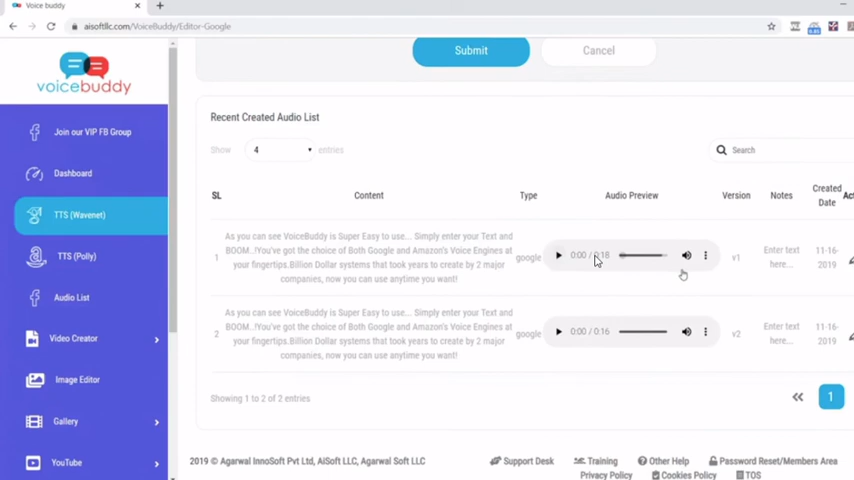 Voice buddy
aisoftllc.com/VoiceBuddy/Editor-Google
voicebuddy
Join our VIP FB Group
Dashboard
TTS (Wavenet)
TTS (Polly)
Audio List
Video Creator
Image Editor
Gallery
YouTube
Submit
Cancel
Recent Created Audio List
Show 4 entries
Search
SL Content Type Audio Preview Version Notes Created Date
1
As you can see VoiceBuddy is Super Easy to use... Simply enter your Text and
BOOM..!You've got the choice of Both Google and Amazon's Voice Engines at
your fingertips.Billion Dollar systems that took years to create by 2 major
companies, now you can use anytime you want!
google
0:00 / 0:18
v1
Enter text
here...
11-16-
2019
2
As you can see VoiceBuddy is Super Easy to use... Simply enter your Text and
BOOM..!You've got the choice of Both Google and Amazon's Voice Engines at
your fingertips.Billion Dollar systems that took years to create by 2 major
companies, now you can use anytime you want!
google
0:00 / 0:16
v2
Enter text
here...
11-16-
2019
Showing 1 to 2 of 2 entries
1
2019 © Agarwal InnoSoft Pvt Ltd, AiSoft LLC, Agarwal Soft LLC
Support Desk Training Other Help Password Reset/Members Area
Privacy Policy Cookies Policy TOS